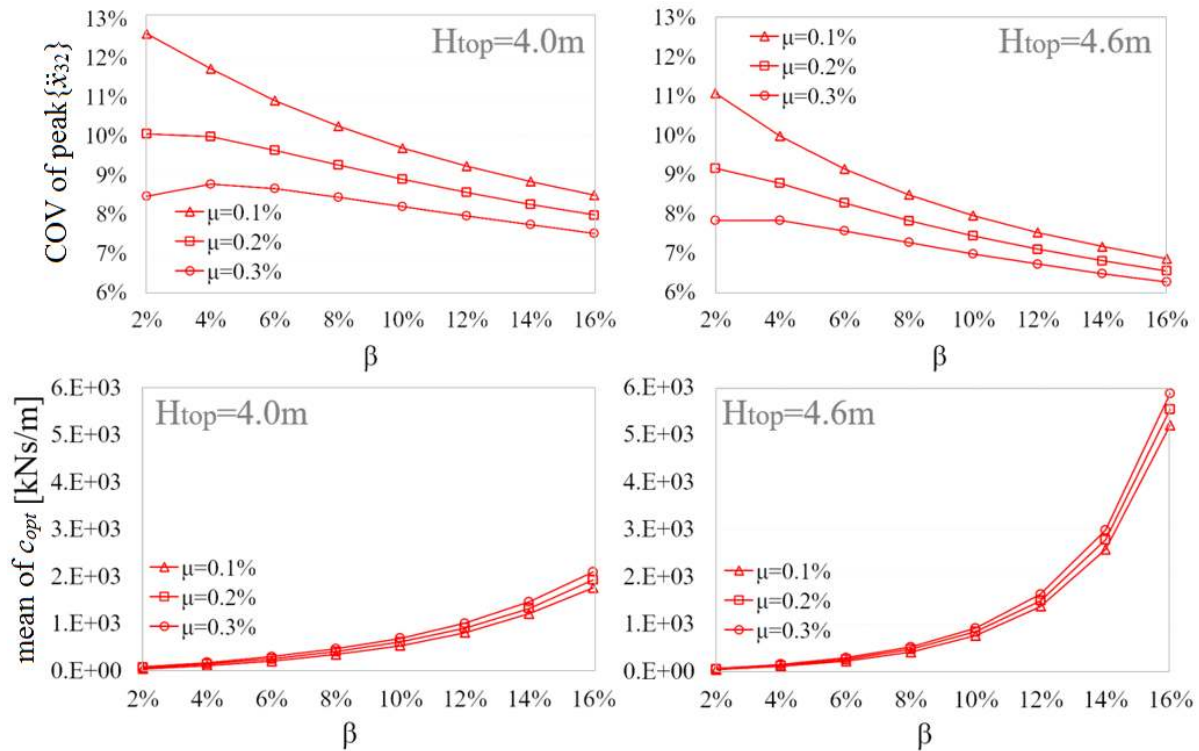 13%
12%
11%
10%
9%
8%
7%
6%
COV of peak{ẍ32}
Htop=4.0m
μ=0.1%
μ=0.2%
μ=0.3%
2% 4% 6% 8% 10% 12% 14% 16%
β
13%
12%
11%
10%
9%
8%
7%
6%
Htop=4.6m
μ=0.1%
μ=0.2%
μ=0.3%
2% 4% 6% 8% 10% 12% 14% 16%
β
6.E+03
5.E+03
4.E+03
3.E+03
2.E+03
1.E+03
0.E+00
mean of copt [kNs/m]
Htop=4.0m
μ=0.1%
μ=0.2%
μ=0.3%
2% 4% 6% 8% 10% 12% 14% 16%
β
6.E+03
5.E+03
4.E+03
3.E+03
2.E+03
1.E+03
0.E+00
Htop=4.6m
μ=0.1%
μ=0.2%
μ=0.3%
2% 4% 6% 8% 10% 12% 14% 16%
β